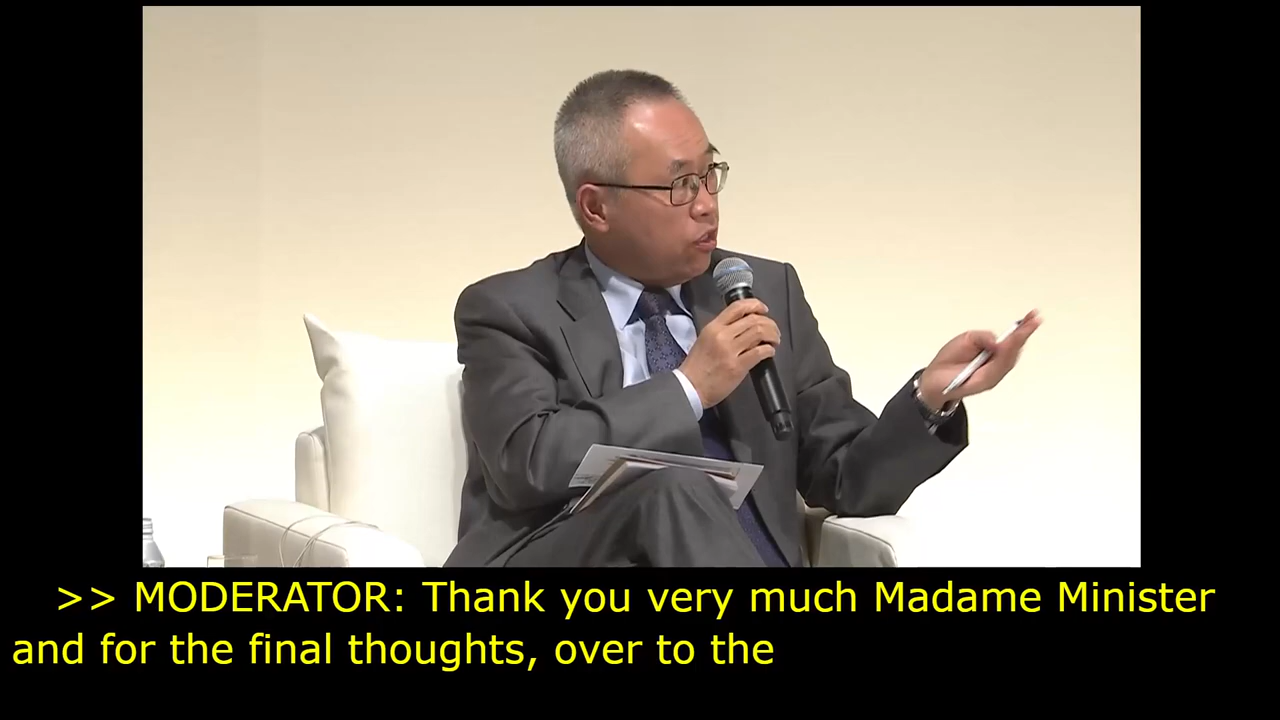 >> MODERATOR: Thank you very much Madame Minister
and for the final thoughts, over to the